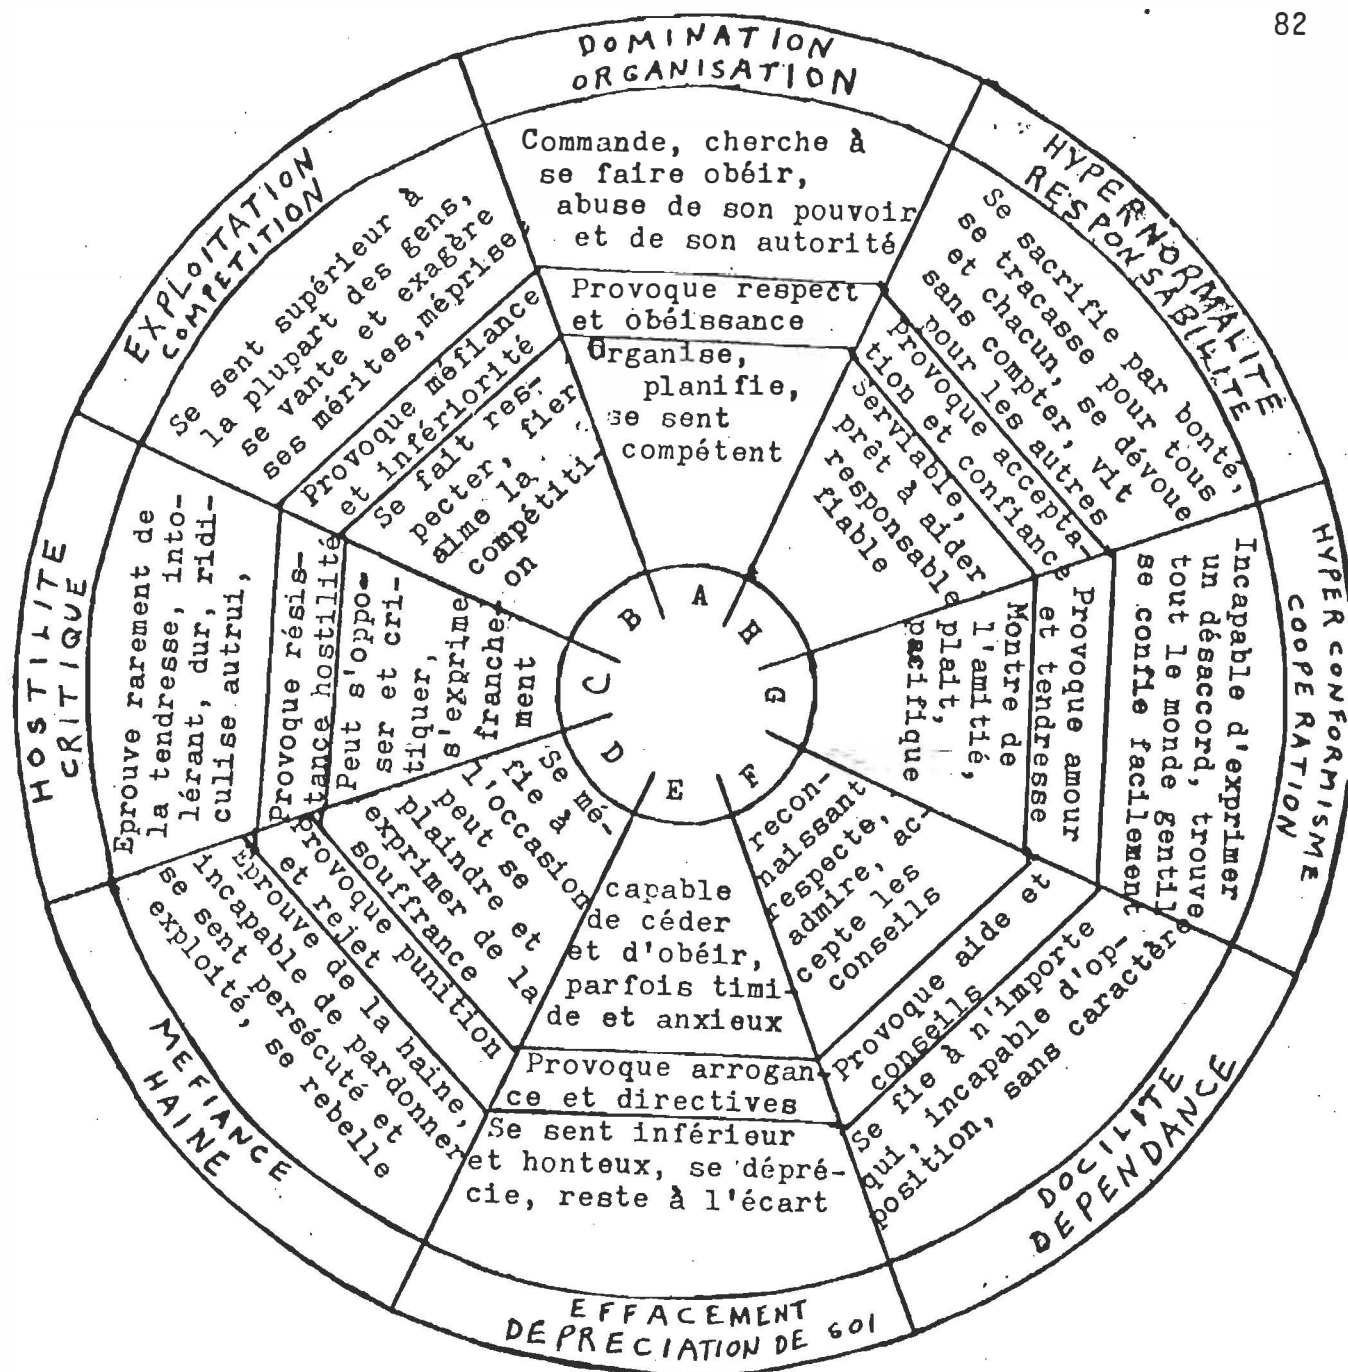 82
DOMINATION
ORGANISATION
Commande, cherche à
se faire obéir,
abuse de son pouvoir
et de son autorité
Provoque respect
et obéissance
Organise,
planifie,
se sent
compétent
A
EXPLOITATION
COMPETITION
Se sent supérieur à
la plupart des gens,
se vante et exagère
ses mérites, méprise
Provoque méfiance
et infériorité
Se fait res-
pecter, fier
aime la
compétiti-
on
B
HOSTILITE
CRITIQUE
Eprouve rarement de
la tendresse, into-
lérant, dur, ridi-
culise autrui,
Provoque résis-
tance hostilité
Peut s'oppo-
ser et cri-
tiquer,
s'exprime
franche-
ment
C
MEFIANCE
HAINE
Se mé-
fie à
l'occasion
peut se
plaindre et
exprimer de la
souffrance
Provoque punition
et rejet
Eprouve de la haine,
incapable de pardonner
se sent persécuté et
exploité, se rebelle
D
EFFACEMENT
DEPRECIATION DE SOI
capable
de céder
et d'obéir,
parfois timi-
de et anxieux
Provoque arrogan-
ce et directives
Se sent inférieur
et honteux, se dépré-
cie, reste à l'écart
E
DOCILITE
DEPENDANCE
recon-
naissant
respecte,
admire, ac-
cepte les
conseils
Provoque aide et
conseils
Se fie à n'importe
qui, incapable d'op-
position, sans caractère
F
HYPERCONFORMISME
COOPERATION
Incapable d'exprimer
un désaccord, trouve
tout le monde gentil
se confie facilement
Provoque amour
et tendresse
Montre de
l'amitié,
plait,
pacifique
G
HYPERNORMALITE
RESPONSABILITE
Se sacrifie par bonté,
se tracasse pour tous
et chacun, se dévoue
sans compter, vit
pour les autres
Provoque accepta-
tion et confiance
Serviable,
prêt à aider
responsable
fiable
H